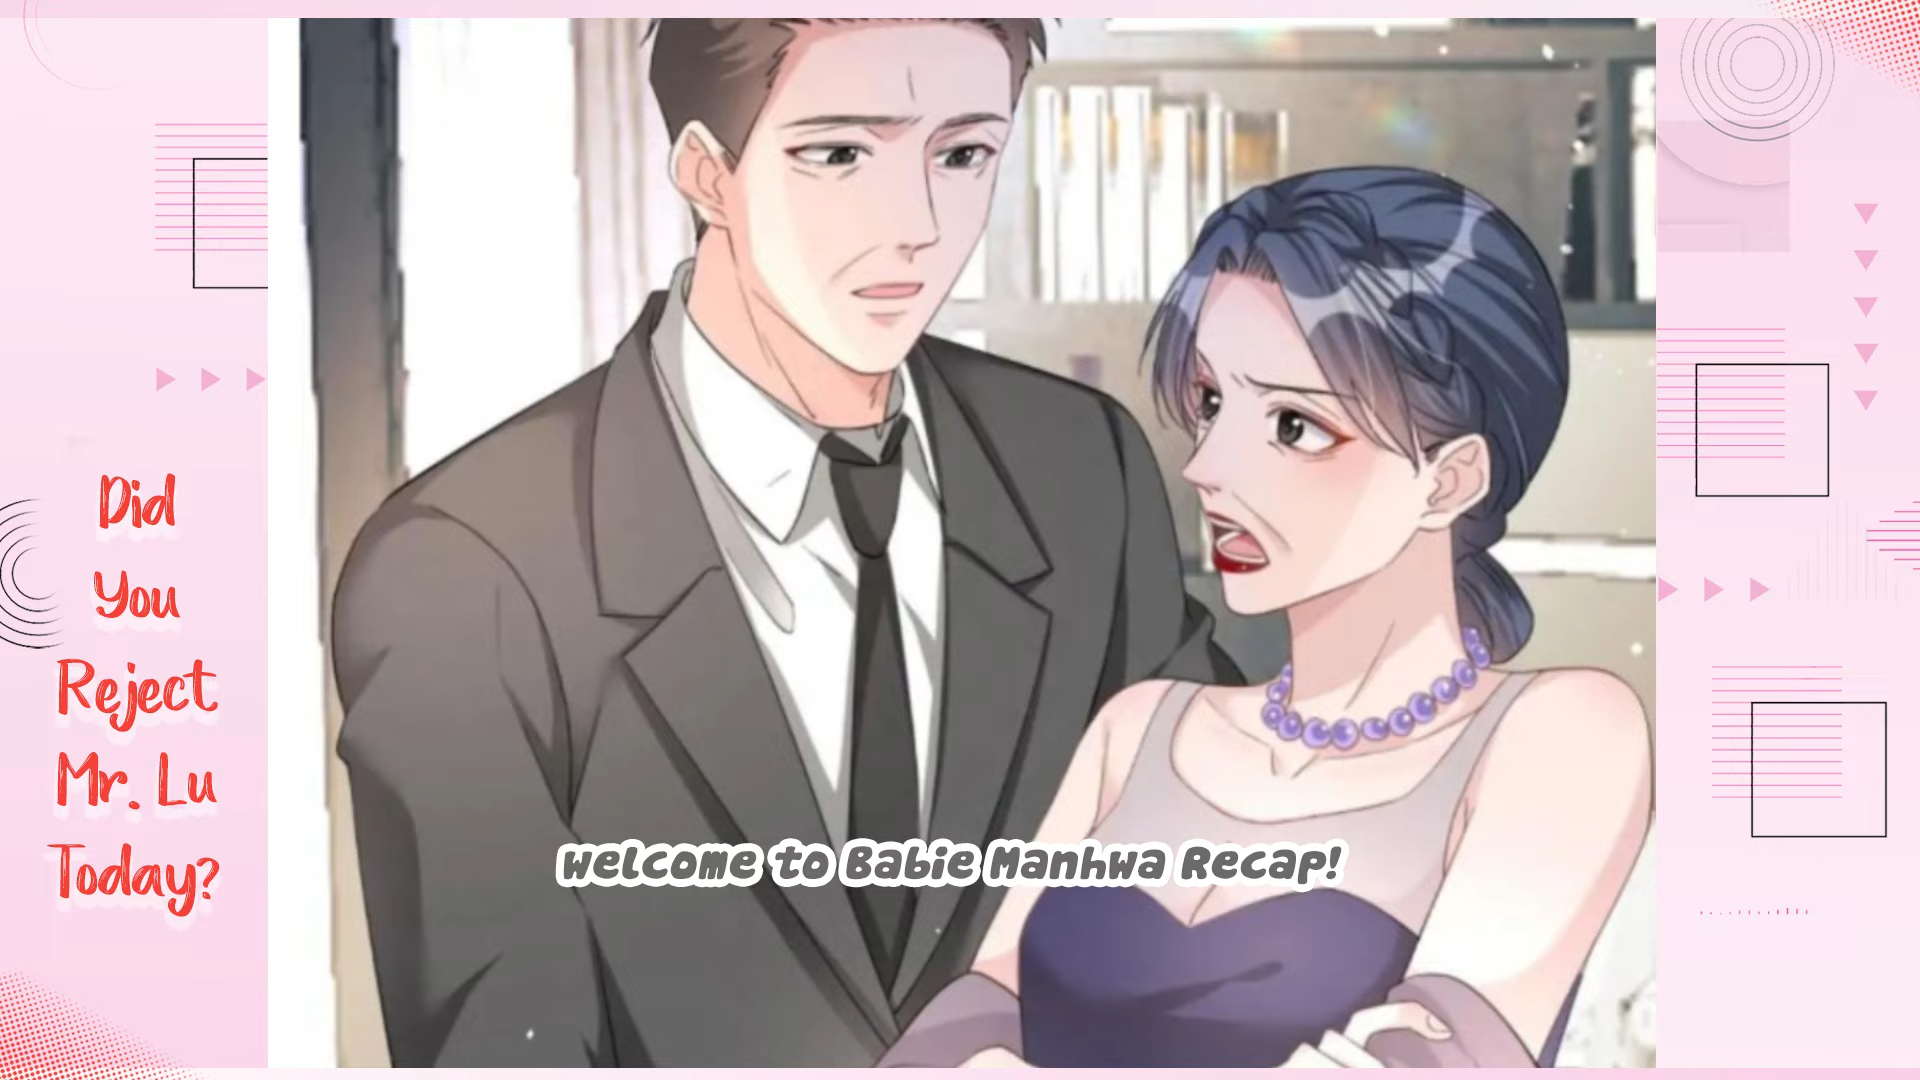 Did
You
Reject
Mr. Lu
Today?
welcome to Babie Manhwa Recap!